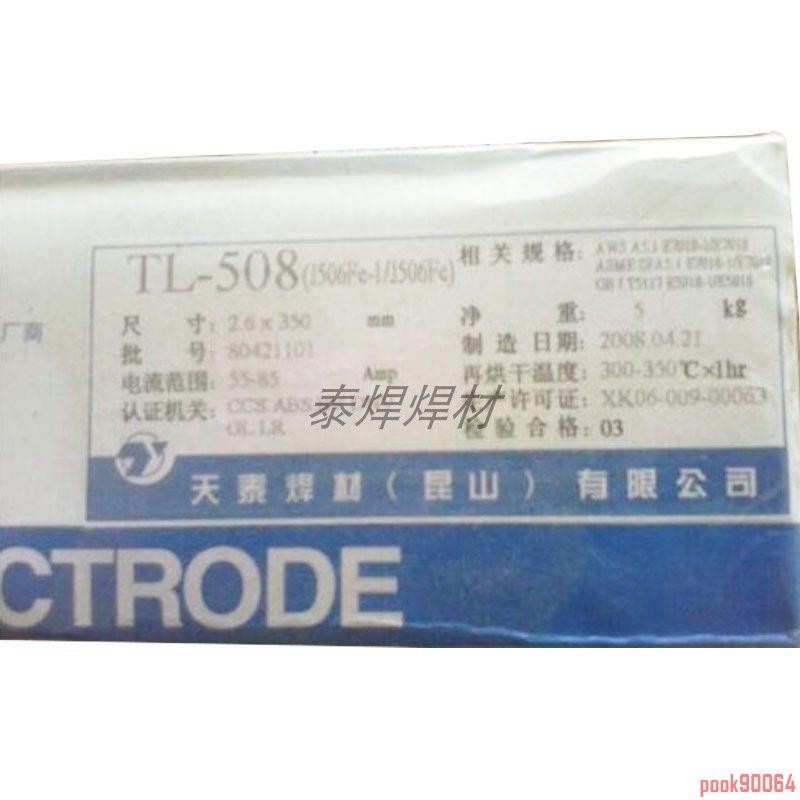 TL-508(J506Fe-1/J506Fe)
相关规格: AWS A5.1 E7018-1/E7018
ASME SFA5.1 E7018-1/E7018
GB/T5117 E5018-1/E5018
厂商
尺 寸: 2.6 x 350 mm 净 重: 5 kg
批 号: 80421101 制造日期: 2008.04.21
电流范围: 55-85 Amp 再烘干温度: 300-350℃×1hr
认证机关: CCS.ABS 许可证: XK06-009-00063
GL.LR 检验合格: 03
泰焊焊材
天泰焊材(昆山)有限公司
CTRODE
pook90064